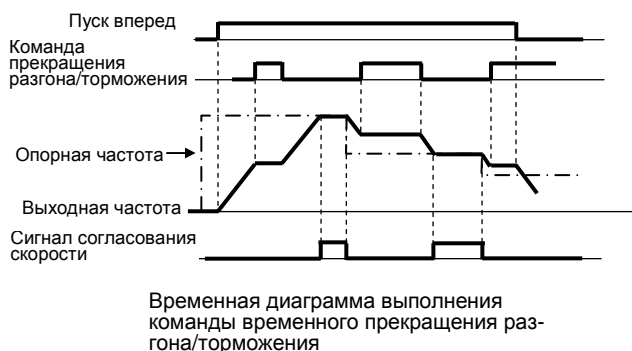 Пуск вперед
Команда
прекращения
разгона/торможения
Опорная частота
Выходная частота
Сигнал согласования
скорости
Временная диаграмма выполнения
команды временного прекращения раз-
гона/торможения